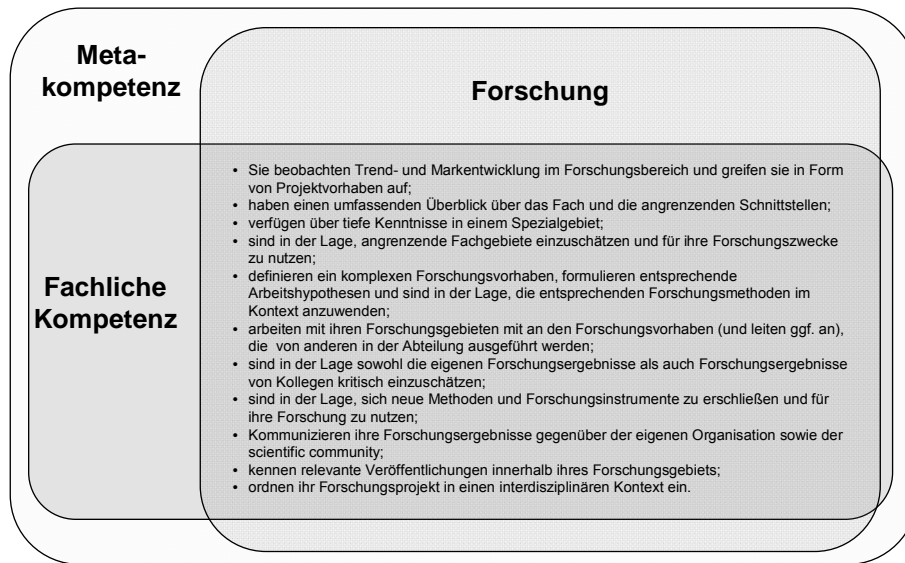 Meta-
kompetenz
Forschung
Fachliche
Kompetenz
• Sie beobachten Trend- und Markentwicklung im Forschungsbereich und greifen sie in Form
von Projektvorhaben auf;
• haben einen umfassenden Überblick über das Fach und die angrenzenden Schnittstellen;
• verfügen über tiefe Kenntnisse in einem Spezialgebiet;
• sind in der Lage, angrenzende Fachgebiete einzuschätzen und für ihre Forschungszwecke
zu nutzen;
• definieren ein komplexen Forschungsvorhaben, formulieren entsprechende
Arbeitshypothesen und sind in der Lage, die entsprechenden Forschungsmethoden im
Kontext anzuwenden;
• arbeiten mit ihren Forschungsgebieten mit an den Forschungsvorhaben (und leiten ggf. an),
die von anderen in der Abteilung ausgeführt werden;
• sind in der Lage sowohl die eigenen Forschungsergebnisse als auch Forschungsergebnisse
von Kollegen kritisch einzuschätzen;
• sind in der Lage, sich neue Methoden und Forschungsinstrumente zu erschließen und für
ihre Forschung zu nutzen;
• Kommunizieren ihre Forschungsergebnisse gegenüber der eigenen Organisation sowie der
scientific community;
• kennen relevante Veröffentlichungen innerhalb ihres Forschungsgebiets;
• ordnen ihr Forschungsprojekt in einen interdisziplinären Kontext ein.